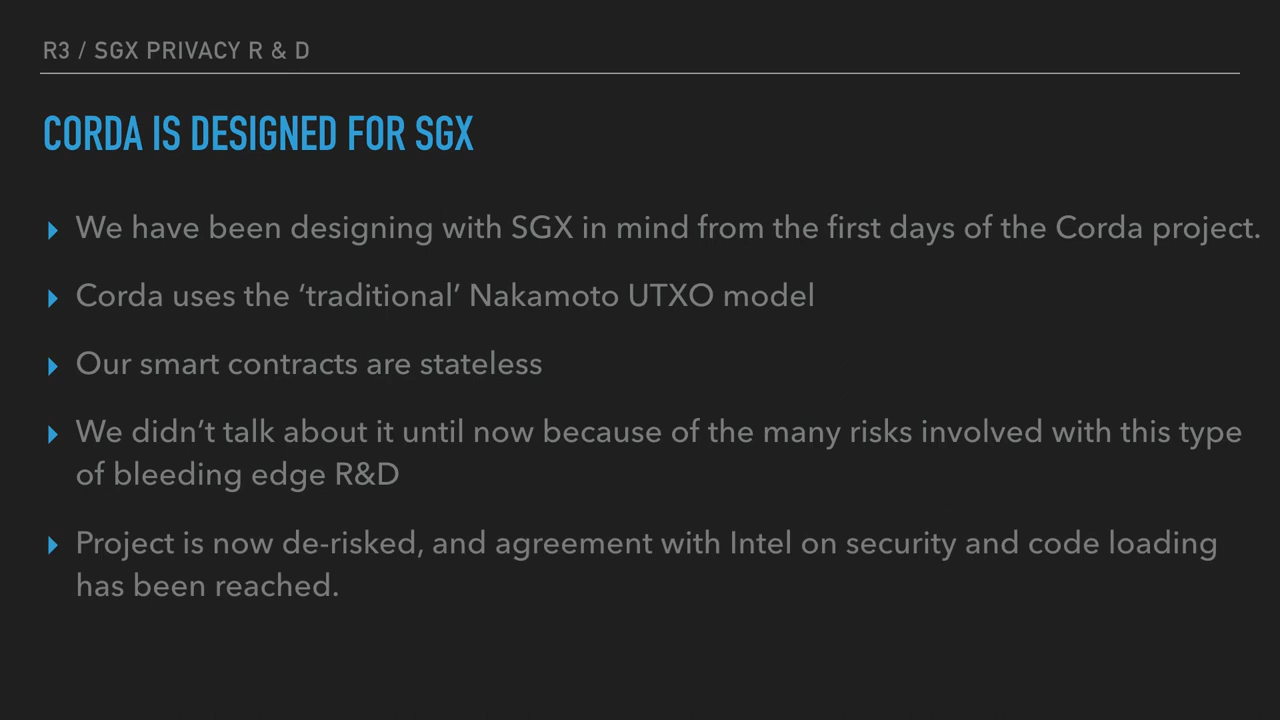 R3 / SGX PRIVACY R & D
CORDA IS DESIGNED FOR SGX
We have been designing with SGX in mind from the first days of the Corda project.
Corda uses the ‘traditional’ Nakamoto UTXO model
Our smart contracts are stateless
We didn’t talk about it until now because of the many risks involved with this type
of bleeding edge R&D
Project is now de-risked, and agreement with Intel on security and code loading
has been reached.